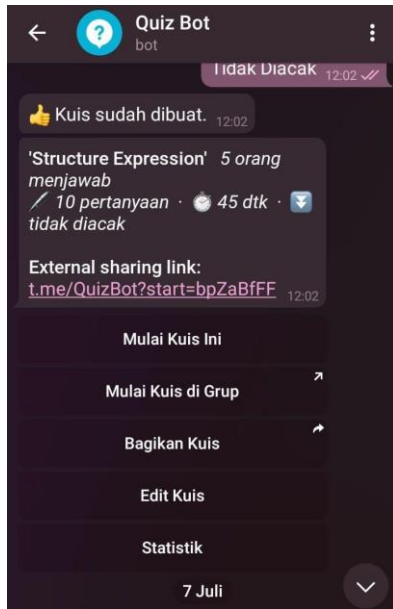 Quiz Bot
bot
Tidak Diacak 12:02
👍 Kuis sudah dibuat. 12:02
'Structure Expression' 5 orang
menjawab
10 pertanyaan · 45 dtk ·
tidak diacak
External sharing link:
t.me/QuizBot?start=bpZaBfFF 12:02
Mulai Kuis Ini
Mulai Kuis di Grup
Bagikan Kuis
Edit Kuis
Statistik
7 Juli